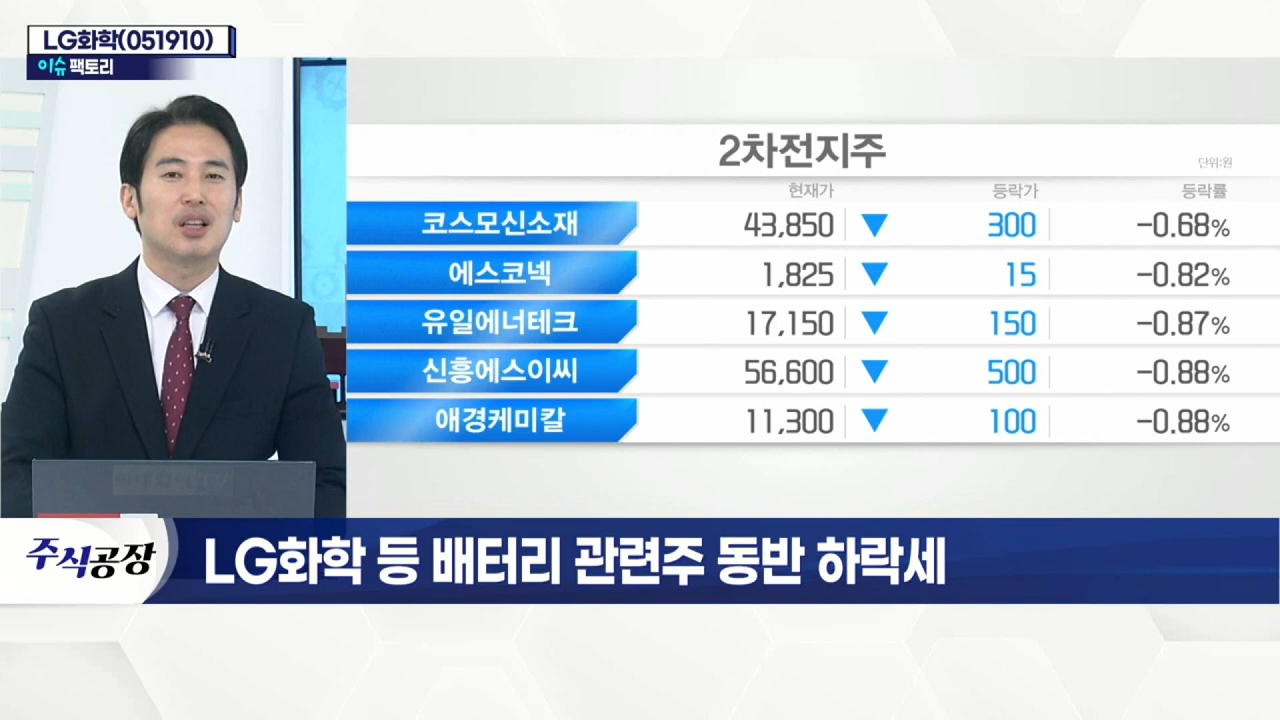 LG화학(051910)
이슈 팩토리
2차전지주
단위:원
현재가 등락가 등락률
코스모신소재 43,850 ▼ 300 -0.68%
에스코넥 1,825 ▼ 15 -0.82%
유일에너테크 17,150 ▼ 150 -0.87%
신흥에스이씨 56,600 ▼ 500 -0.88%
애경케미칼 11,300 ▼ 100 -0.88%
주식공장
LG화학 등 배터리 관련주 동반 하락세